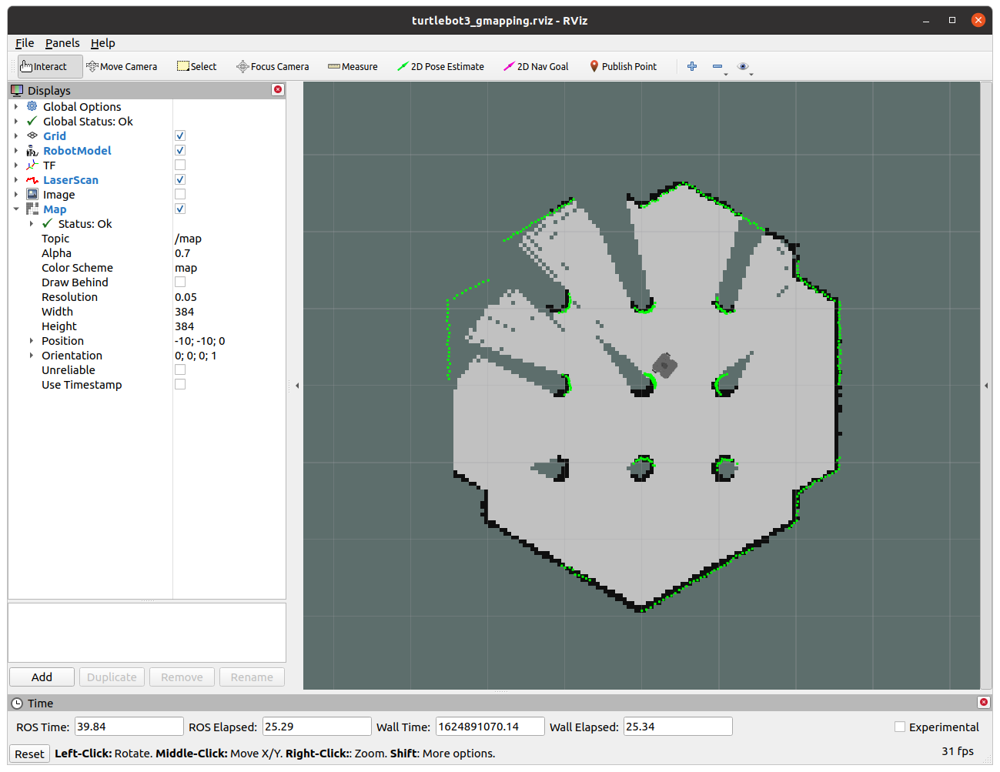 turtlebot3_gmapping.rviz - RViz
File Panels Help
Interact Move Camera Select Focus Camera Measure 2D Pose Estimate 2D Nav Goal Publish Point
Displays
Global Options
Global Status: Ok
Grid
RobotModel
TF
LaserScan
Image
Map
Status: Ok
Topic /map
Alpha 0.7
Color Scheme map
Draw Behind
Resolution 0.05
Width 384
Height 384
Position -10; -10; 0
Orientation 0; 0; 0; 1
Unreliable
Use Timestamp
Add Duplicate Remove Rename
Time
ROS Time: 39.84 ROS Elapsed: 25.29 Wall Time: 1624891070.14 Wall Elapsed: 25.34 Experimental
Reset Left-Click: Rotate. Middle-Click: Move X/Y. Right-Click:: Zoom. Shift: More options. 31 fps